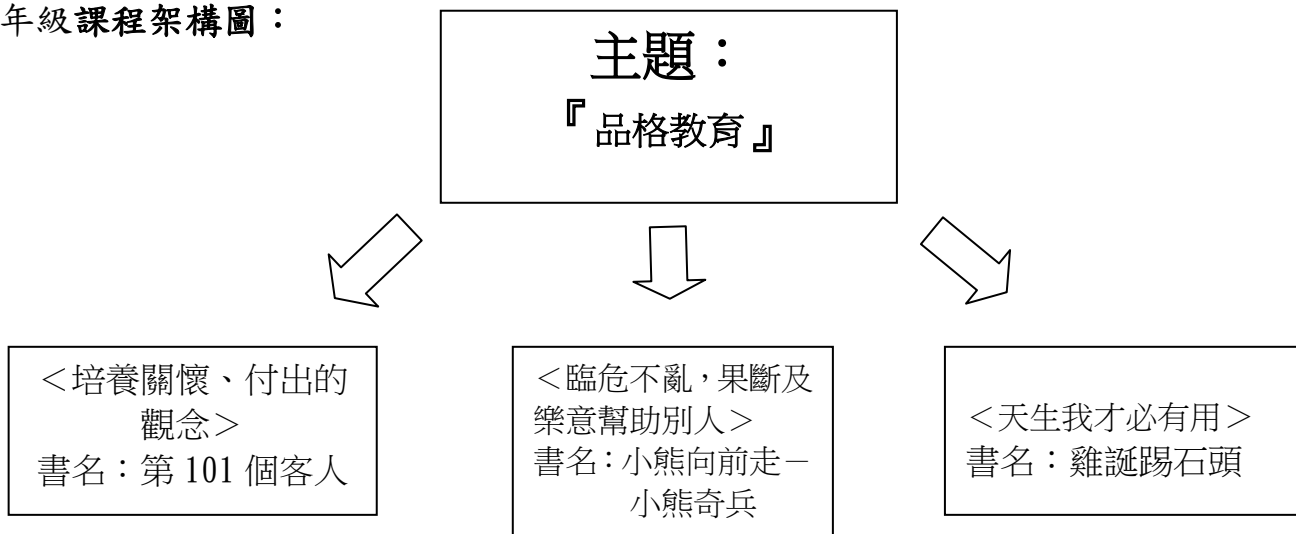 年級課程架構圖：
主題：
『品格教育』
＜培養關懷、付出的
觀念＞
書名：第 101 個客人
＜臨危不亂，果斷及
樂意幫助別人＞
書名：小熊向前走－
小熊奇兵
＜天生我才必有用＞
書名：雞誕踢石頭